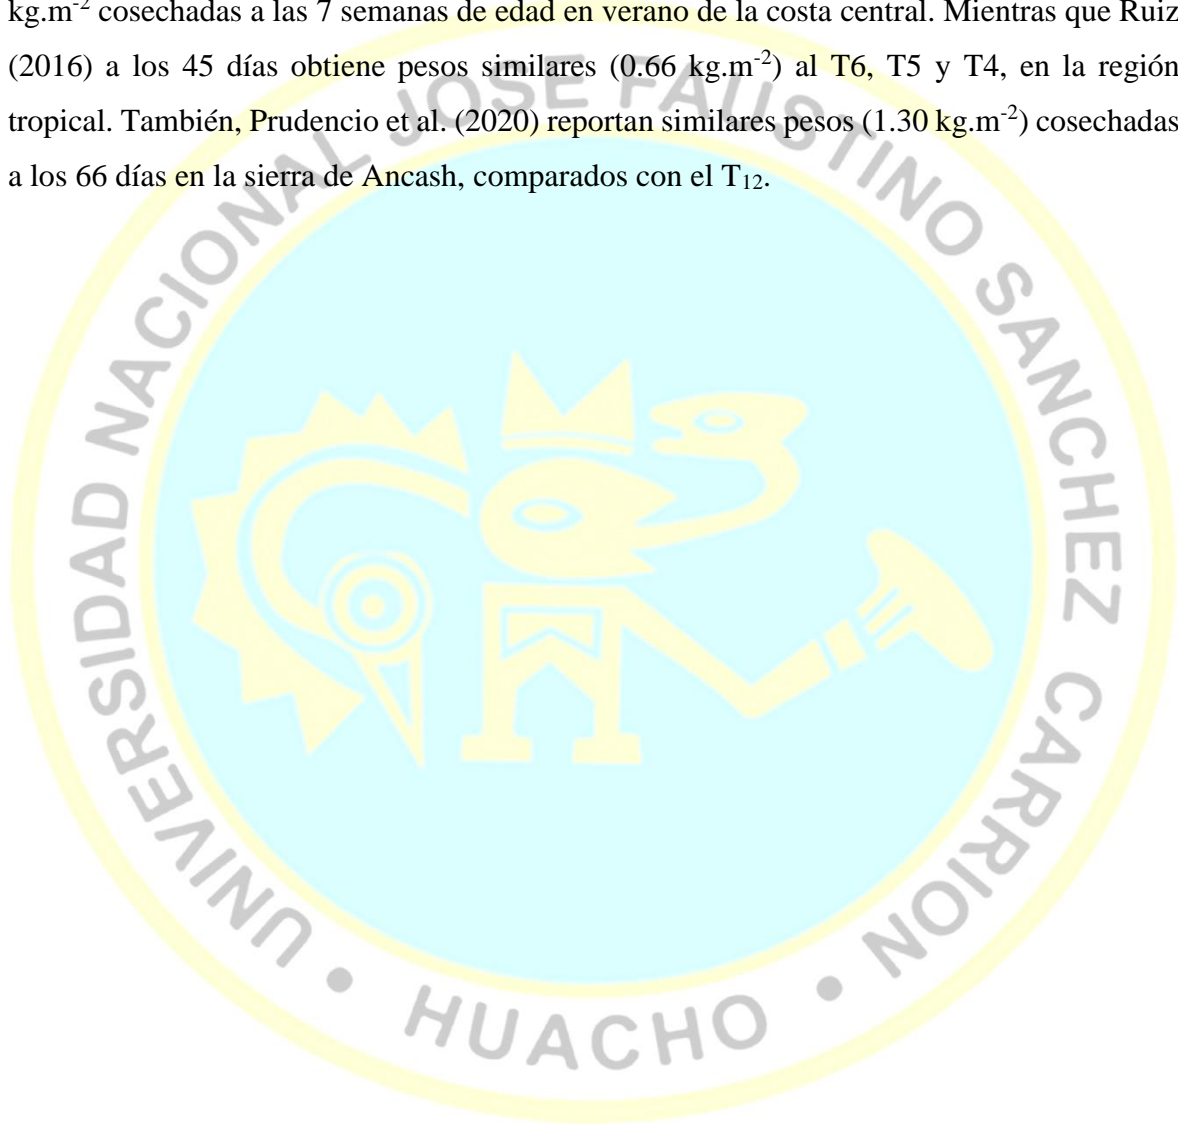 kg.m⁻² cosechadas a las 7 semanas de edad en verano de la costa central. Mientras que Ruiz
(2016) a los 45 días obtiene pesos similares (0.66 kg.m⁻²) al T6, T5 y T4, en la región
tropical. También, Prudencio et al. (2020) reportan similares pesos (1.30 kg.m⁻²) cosechadas
a los 66 días en la sierra de Ancash, comparados con el T₁₂.
UNIVERSIDAD NACIONAL JOSE FAUSTINO SANCHEZ CARRION • HUACHO •